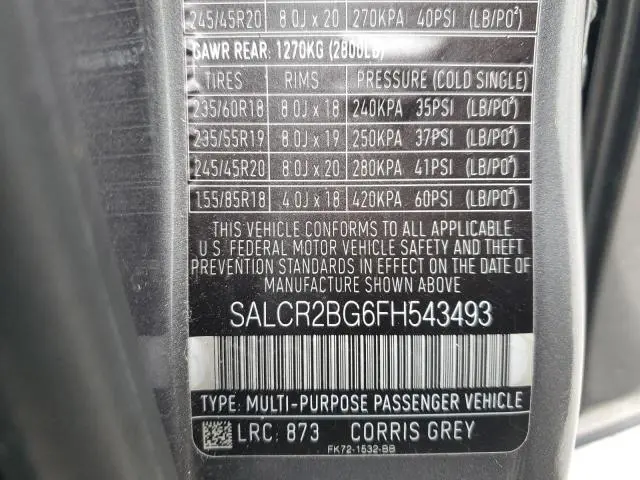 245/45R20 8.0J x 20 270KPA 40PSI (LB/PO²)
GAWR REAR: 1270KG (2800LB)
TIRES RIMS PRESSURE (COLD SINGLE)
235/60R18 8.0J x 18 240KPA 35PSI (LB/PO²)
235/55R19 8.0J x 19 250KPA 37PSI (LB/PO²)
245/45R20 8.0J x 20 280KPA 41PSI (LB/PO²)
155/85R18 4.0J x 18 420KPA 60PSI (LB/PO²)
THIS VEHICLE CONFORMS TO ALL APPLICABLE
U.S. FEDERAL MOTOR VEHICLE SAFETY AND THEFT
PREVENTION STANDARDS IN EFFECT ON THE DATE OF
MANUFACTURE SHOWN ABOVE
SALCR2BG6FH543493
TYPE: MULTI-PURPOSE PASSENGER VEHICLE
LRC: 873 CORRIS GREY
FK72-1532-BB